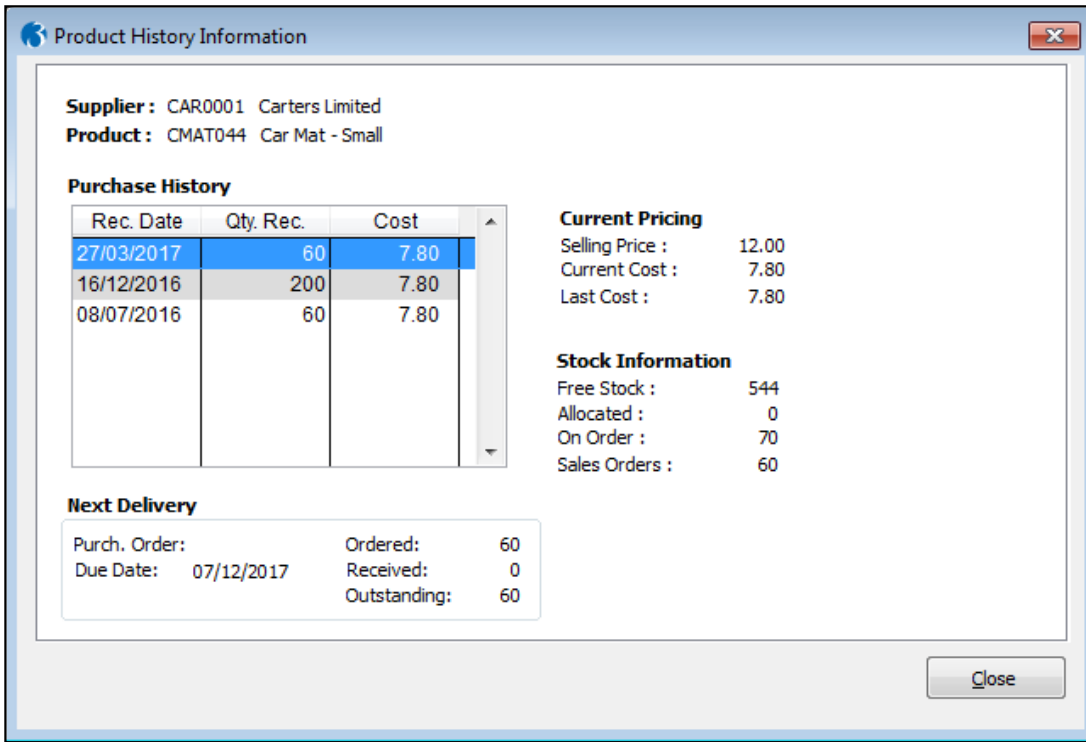 Product History Information
Supplier : CAR0001 Carters Limited
Product : CMAT044 Car Mat - Small
Purchase History
Rec. Date Qty. Rec. Cost
27/03/2017 60 7.80
16/12/2016 200 7.80
08/07/2016 60 7.80
Current Pricing
Selling Price : 12.00
Current Cost : 7.80
Last Cost : 7.80
Stock Information
Free Stock : 544
Allocated : 0
On Order : 70
Sales Orders : 60
Next Delivery
Purch. Order: Ordered: 60
Due Date: 07/12/2017 Received: 0
Outstanding: 60
Close